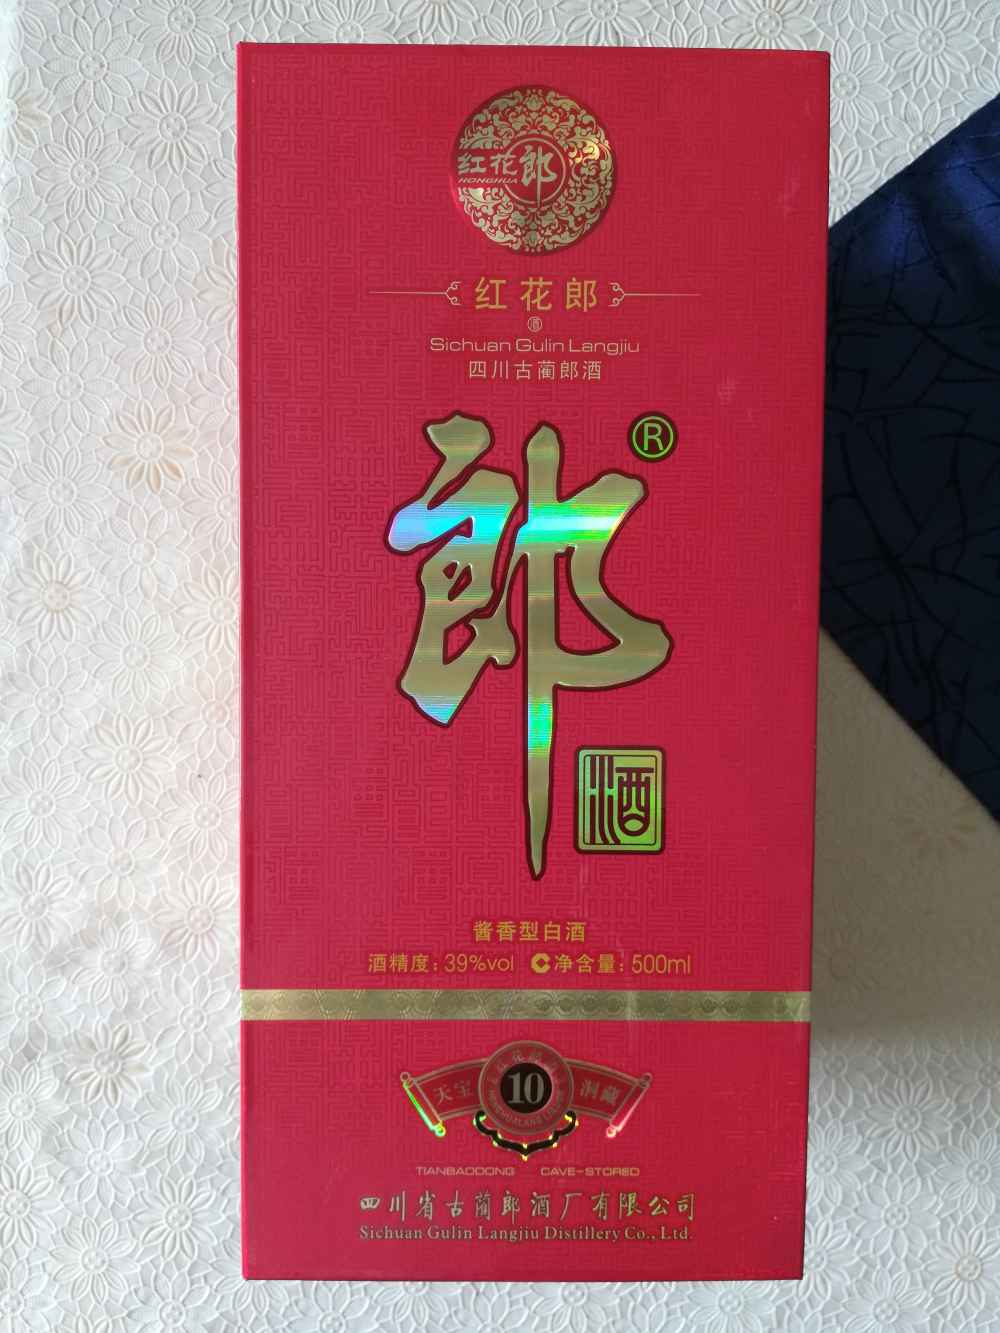 红花郎
HONGHUA
红花郎
酒
Sichuan Gulin Langjiu
四川古蔺郎酒
郎®
酒
酱香型白酒
酒精度：39%vol 净含量：500ml
天宝 10 洞藏
TIANBAODONG CAVE-STORED
四川省古蔺郎酒厂有限公司
Sichuan Gulin Langjiu Distillery Co., Ltd.